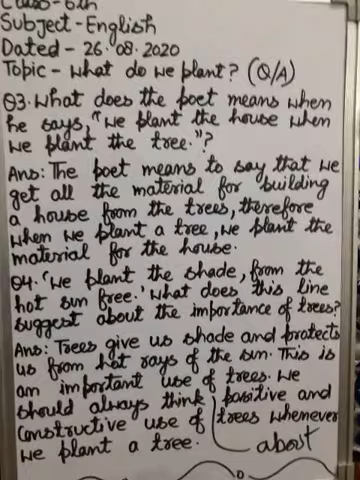 Class-6th
Subject-English
Dated - 26.08.2020
Topic - What do we plant? (Q/A)
Q3. What does the poet means when
he says, "We plant the house when
we plant the tree."?
Ans: The poet means to say that we
get all the material for building
a house from the trees, therefore
when we plant a tree, we plant the
material for the house.
Q4. 'We plant the shade, from the
hot sun free.' What does this line
suggest about the importance of trees?
Ans: Trees give us shade and protects
us from hot rays of the sun. This is
an important use of trees. We
should always think positive and
constructive use of trees whenever
we plant a tree. about